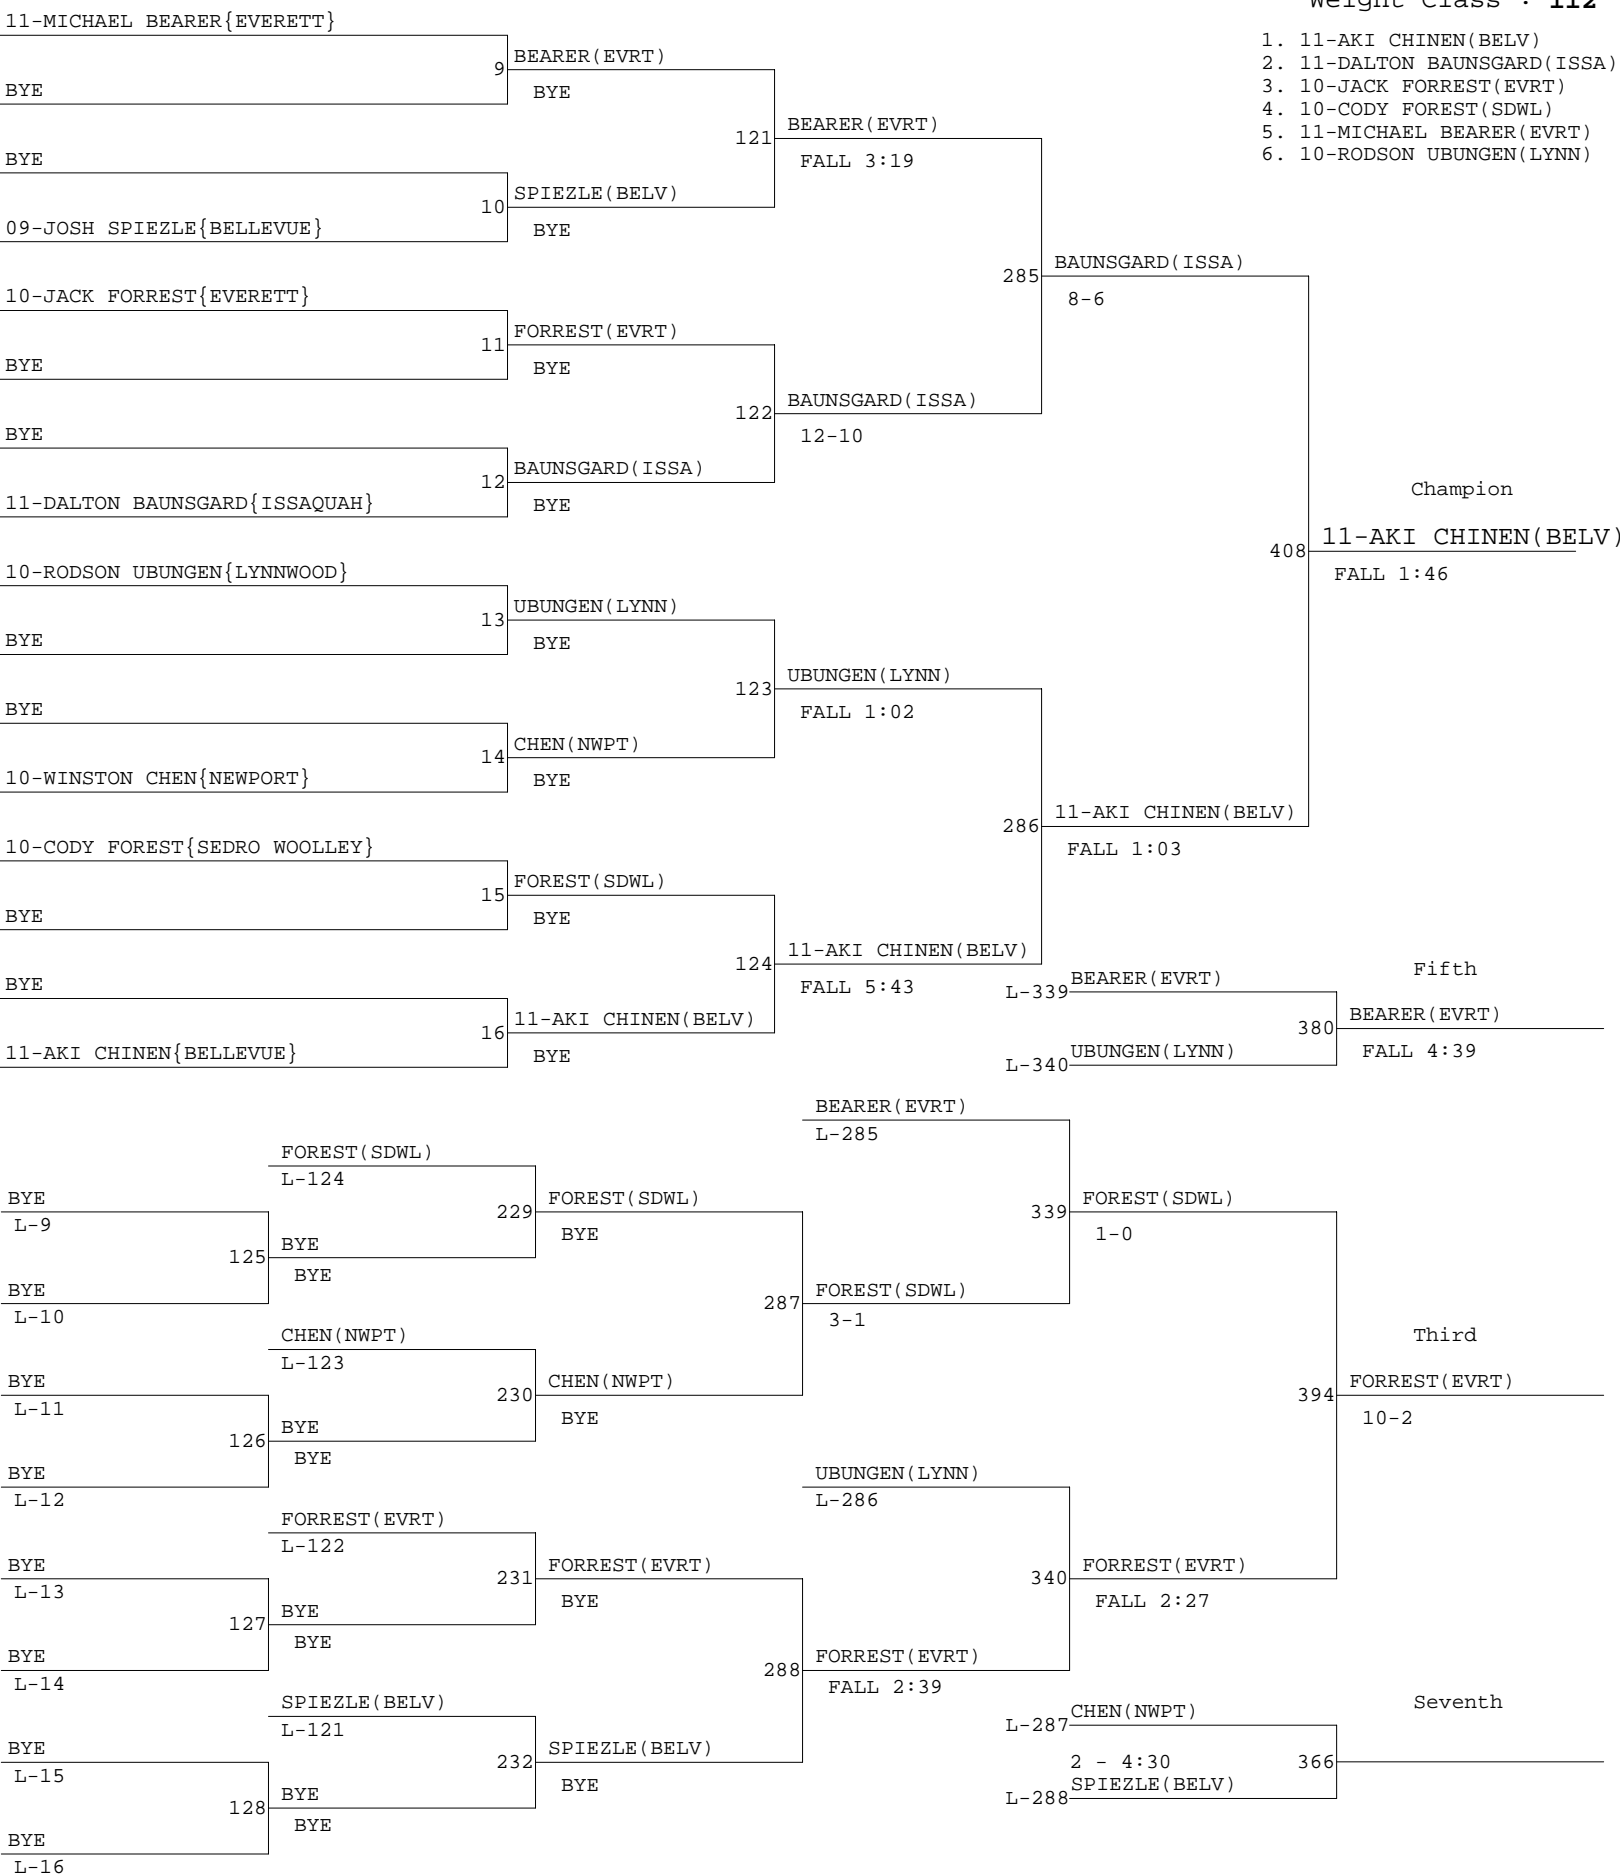 Weight Class : 112
1. 11-AKI CHINEN(BELV)
2. 11-DALTON BAUNSGARD(ISSA)
3. 10-JACK FORREST(EVRT)
4. 10-CODY FOREST(SDWL)
5. 11-MICHAEL BEARER(EVRT)
6. 10-RODSON UBUNGEN(LYNN)
11-MICHAEL BEARER{EVERETT}
9 BEARER(EVRT)
BYE
BYE
121 BEARER(EVRT)
FALL 3:19
BYE
10 SPIEZLE(BELV)
BYE
09-JOSH SPIEZLE{BELLEVUE}
285 BAUNSGARD(ISSA)
8-6
10-JACK FORREST{EVERETT}
11 FORREST(EVRT)
BYE
BYE
122 BAUNSGARD(ISSA)
12-10
BYE
12 BAUNSGARD(ISSA)
BYE
11-DALTON BAUNSGARD{ISSAQUAH}
Champion
408 11-AKI CHINEN(BELV)
FALL 1:46
10-RODSON UBUNGEN{LYNNWOOD}
13 UBUNGEN(LYNN)
BYE
BYE
123 UBUNGEN(LYNN)
FALL 1:02
BYE
14 CHEN(NWPT)
BYE
10-WINSTON CHEN{NEWPORT}
286 11-AKI CHINEN(BELV)
FALL 1:03
10-CODY FOREST{SEDRO WOOLLEY}
15 FOREST(SDWL)
BYE
BYE
124 11-AKI CHINEN(BELV)
FALL 5:43
BYE
16 11-AKI CHINEN(BELV)
BYE
11-AKI CHINEN{BELLEVUE}
Fifth
L-339 BEARER(EVRT)
380 BEARER(EVRT)
FALL 4:39
L-340 UBUNGEN(LYNN)
BEARER(EVRT)
L-285
FOREST(SDWL)
L-124
BYE
L-9
229 FOREST(SDWL)
BYE
339 FOREST(SDWL)
1-0
125 BYE
BYE
BYE
L-10
287 FOREST(SDWL)
3-1
CHEN(NWPT)
L-123
Third
BYE
L-11
230 CHEN(NWPT)
BYE
394 FORREST(EVRT)
10-2
126 BYE
BYE
BYE
L-12
UBUNGEN(LYNN)
L-286
FORREST(EVRT)
L-122
BYE
L-13
231 FORREST(EVRT)
BYE
340 FORREST(EVRT)
FALL 2:27
127 BYE
BYE
BYE
L-14
288 FORREST(EVRT)
FALL 2:39
SPIEZLE(BELV)
L-121
Seventh
L-287 CHEN(NWPT)
BYE
L-15
232 SPIEZLE(BELV)
BYE
2 - 4:30 366
L-288 SPIEZLE(BELV)
128 BYE
BYE
BYE
L-16